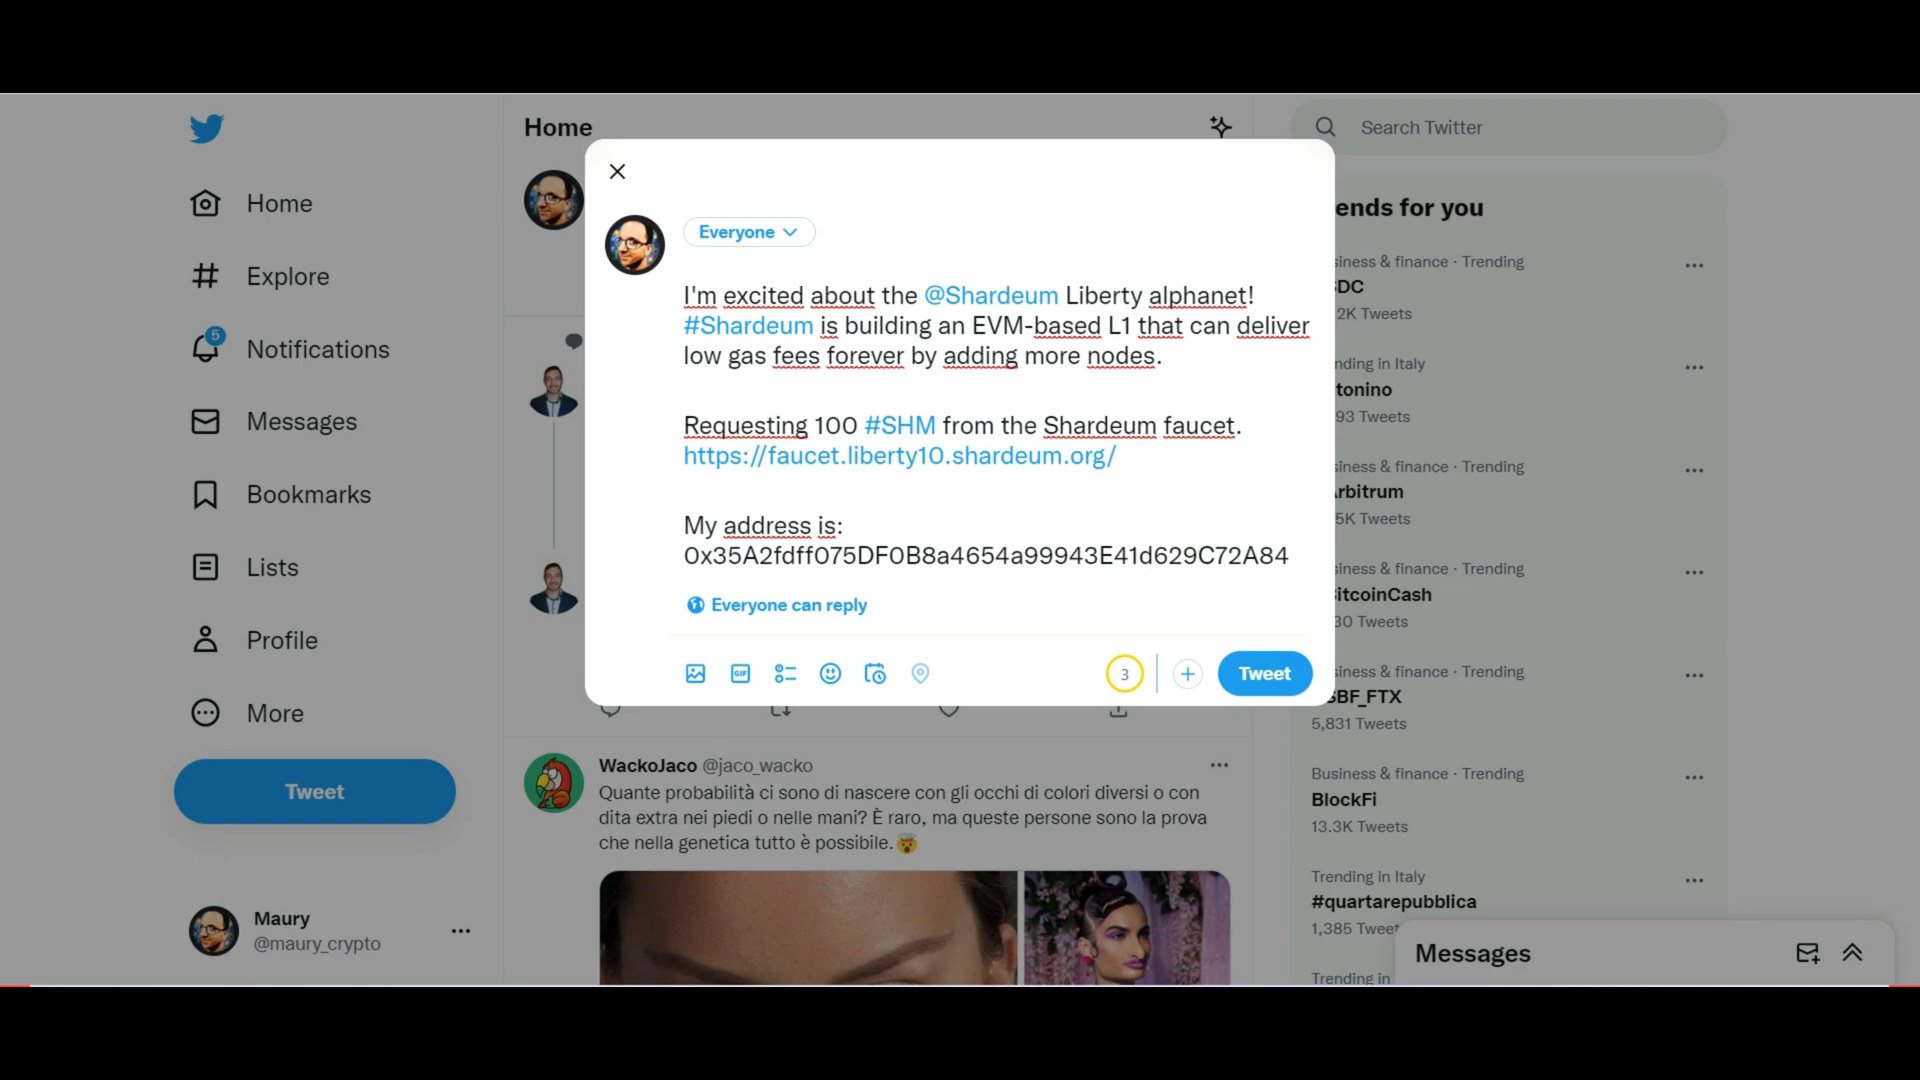 Home
Search Twitter
Home
Explore
5
Notifications
Messages
Bookmarks
Lists
Profile
More
Tweet
Maury
@maury_crypto
Everyone
I'm excited about the @Shardeum Liberty alphanet!
#Shardeum is building an EVM-based L1 that can deliver
low gas fees forever by adding more nodes.
Requesting 100 #SHM from the Shardeum faucet.
https://faucet.liberty10.shardeum.org/
My address is:
0x35A2fdff075DF0B8a4654a99943E41d629C72A84
Everyone can reply
GIF
3
Tweet
WackoJaco @jaco_wacko
Quante probabilità ci sono di nascere con gli occhi di colori diversi o con
dita extra nei piedi o nelle mani? È raro, ma queste persone sono la prova
che nella genetica tutto è possibile.🤯
ends for you
siness & finance · Trending
DC
2K Tweets
nding in Italy
tonino
93 Tweets
siness & finance · Trending
rbitrum
5K Tweets
siness & finance · Trending
itcoinCash
30 Tweets
siness & finance · Trending
SBF_FTX
5,831 Tweets
Business & finance · Trending
BlockFi
13.3K Tweets
Trending in Italy
#quartarepubblica
1,385 Tweet
Trending in
Messages